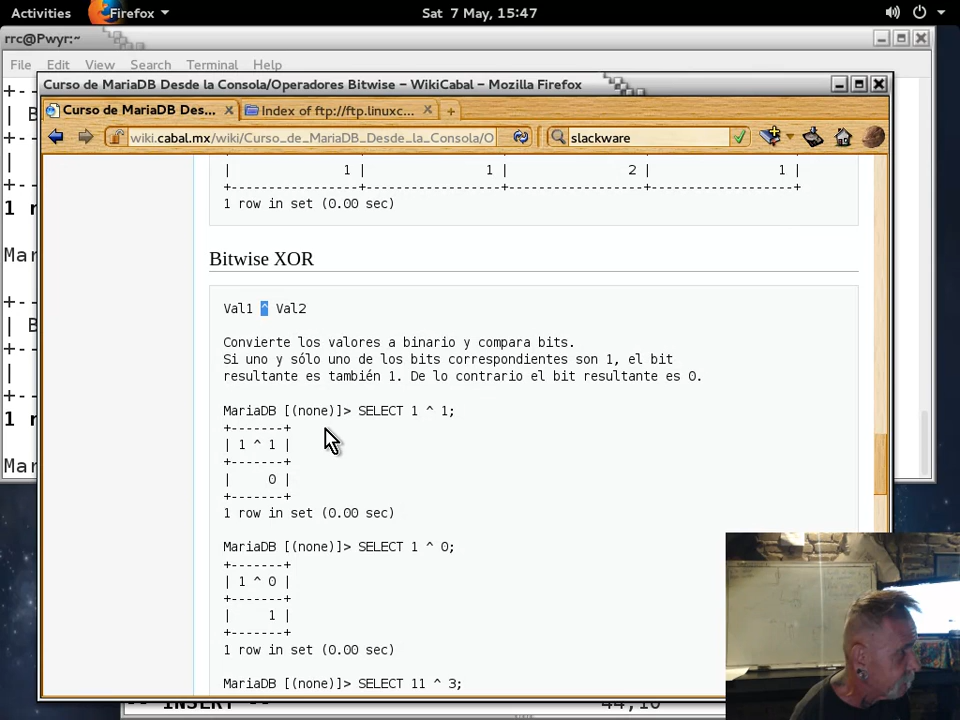 Activities Firefox Sat 7 May, 15:47
rrc@Pwyr:~
File Edit View Search Terminal Help
Curso de MariaDB Desde la Consola/Operadores Bitwise – WikiCabal – Mozilla Firefox
Curso de MariaDB Des... Index of ftp://ftp.linuxc...
wiki.cabal.mx/wiki/Curso_de_MariaDB_Desde_la_Consola/O slackware
| 1 | 1 | 2 | 1 |
+-----------------+-----------------+----------------+-----------------+
1 row in set (0.00 sec)
Bitwise XOR
Val1 ^ Val2
Convierte los valores a binario y compara bits.
Si uno y sólo uno de los bits correspondientes son 1, el bit
resultante es también 1. De lo contrario el bit resultante es 0.
MariaDB [(none)]> SELECT 1 ^ 1;
+-------+
| 1 ^ 1 |
+-------+
| 0 |
+-------+
1 row in set (0.00 sec)
MariaDB [(none)]> SELECT 1 ^ 0;
+-------+
| 1 ^ 0 |
+-------+
| 1 |
+-------+
1 row in set (0.00 sec)
MariaDB [(none)]> SELECT 11 ^ 3;